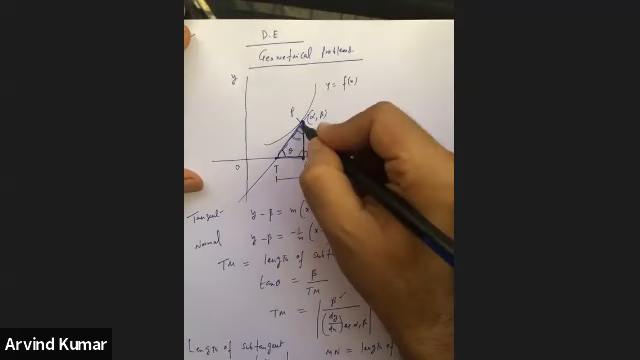 D.E
Geometrical Problems
y
y = f(x)
P
(α, β)
θ
O
T
Tangent y - β = m(x
Normal y - β = -1/m (x
TM = length of subta
tanθ = β/TM
TM = | β / (dy/dx) at α, β |
Length of subtangent
MN = length of
Arvind Kumar